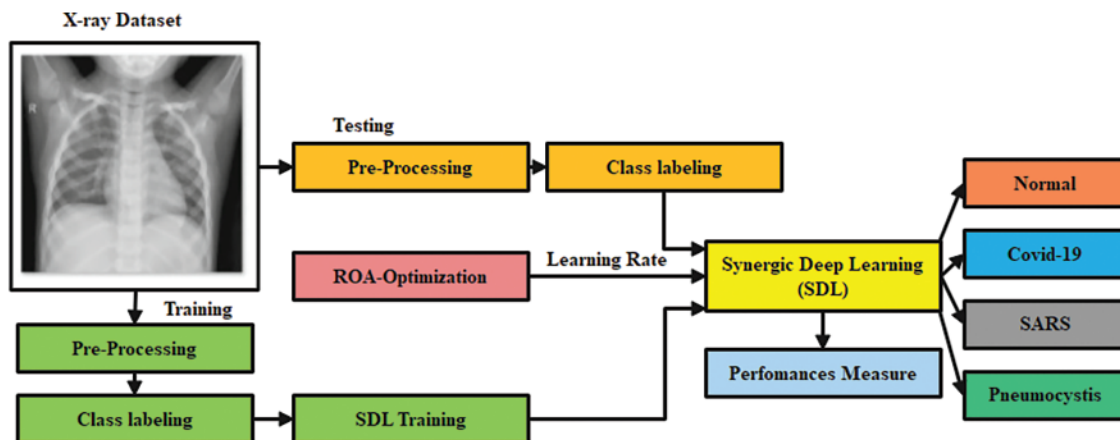 X-ray Dataset
R
Testing
Pre-Processing
Class labeling
Normal
ROA-Optimization
Learning Rate
Synergic Deep Learning
(SDL)
Covid-19
Training
SARS
Pre-Processing
Perfomances Measure
Pneumocystis
Class labeling
SDL Training